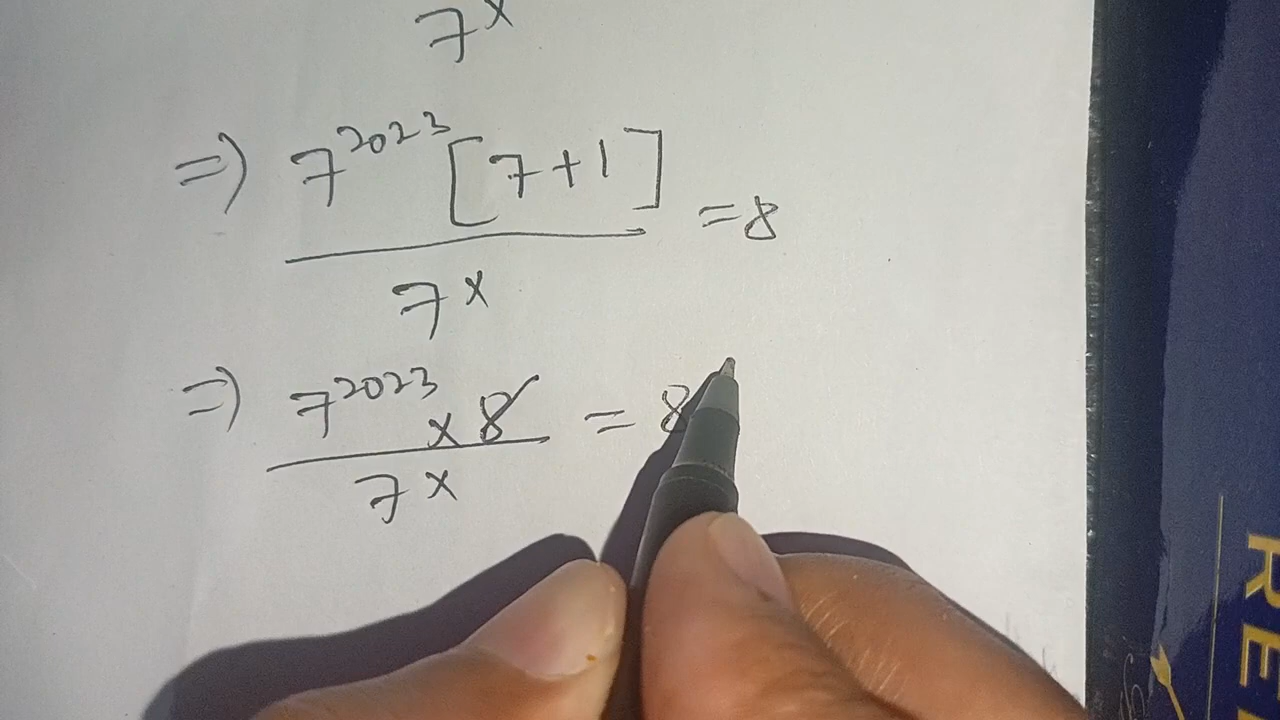 7^x
=> 7^2023 [7+1] / 7^x = 8
=> 7^2023 x 8 / 7^x = 8